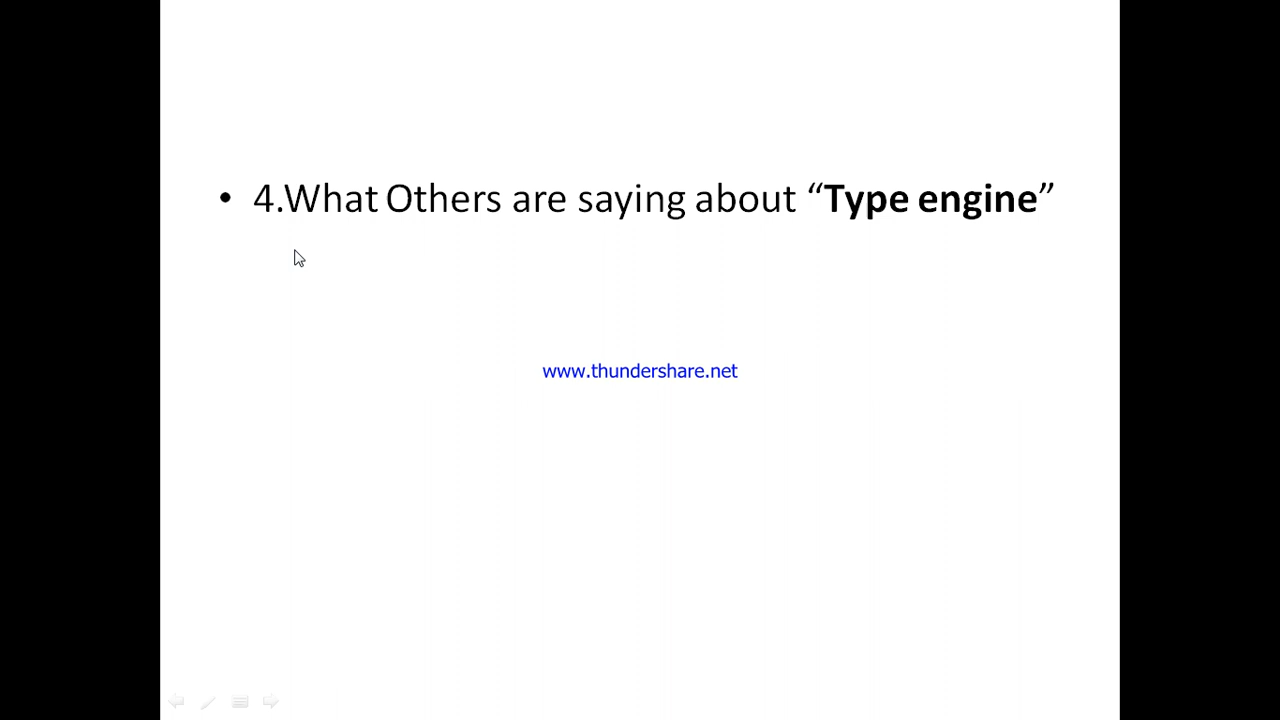 • 4.What Others are saying about “Type engine”
www.thundershare.net